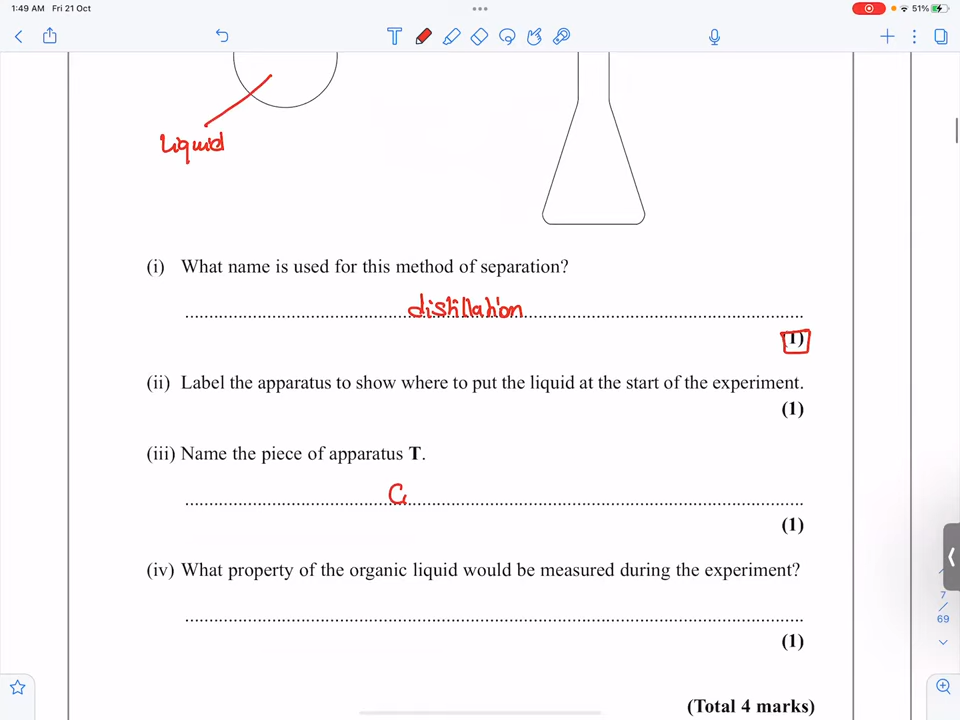 1:49 AM Fri 21 Oct
51%
T
Liquid
(i) What name is used for this method of separation?
distillation
1)
(ii) Label the apparatus to show where to put the liquid at the start of the experiment.
(1)
(iii) Name the piece of apparatus T.
C
(1)
(iv) What property of the organic liquid would be measured during the experiment?
(1)
(Total 4 marks)
7
/
69